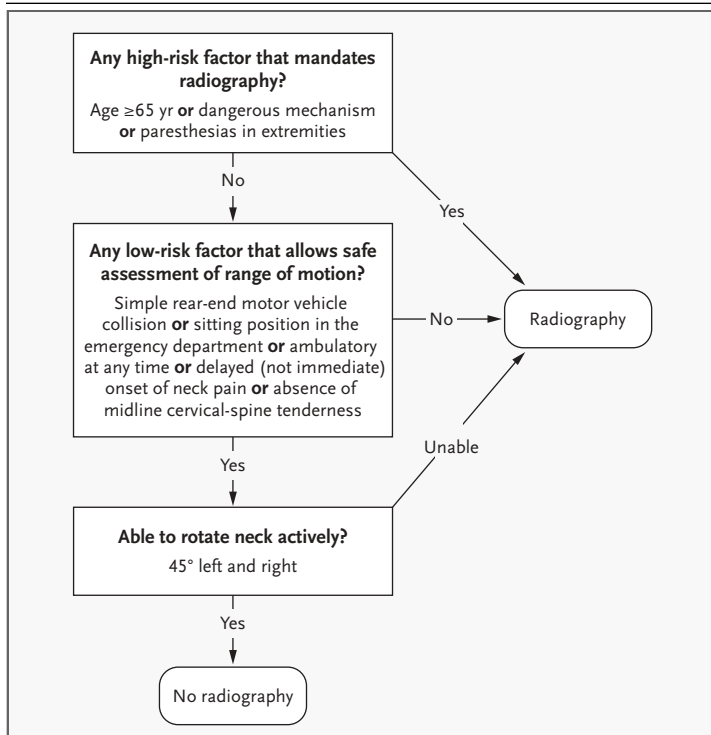 Any high-risk factor that mandates
radiography?
Age ≥65 yr or dangerous mechanism
or paresthesias in extremities
No
Yes
Any low-risk factor that allows safe
assessment of range of motion?
Simple rear-end motor vehicle
collision or sitting position in the
emergency department or ambulatory
at any time or delayed (not immediate)
onset of neck pain or absence of
midline cervical-spine tenderness
No
Radiography
Yes
Unable
Able to rotate neck actively?
45° left and right
Yes
No radiography